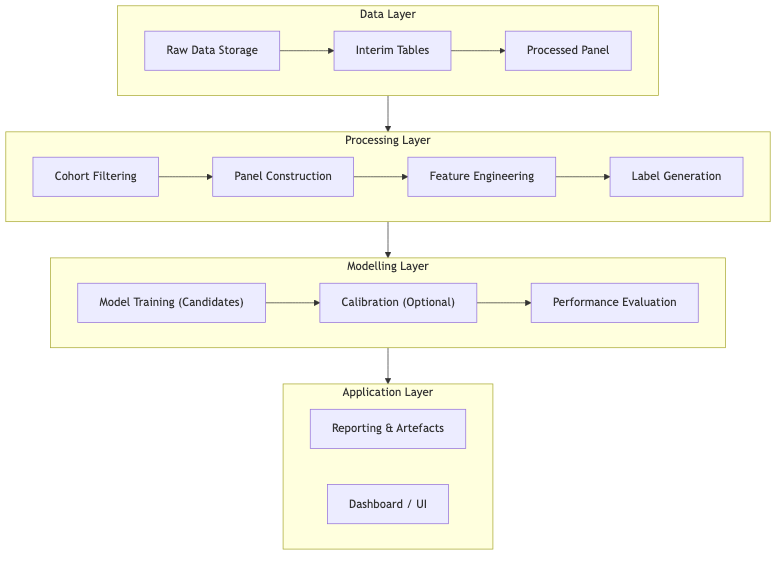 Data Layer
Raw Data Storage
Interim Tables
Processed Panel
Processing Layer
Cohort Filtering
Panel Construction
Feature Engineering
Label Generation
Modelling Layer
Model Training (Candidates)
Calibration (Optional)
Performance Evaluation
Application Layer
Reporting & Artefacts
Dashboard / UI